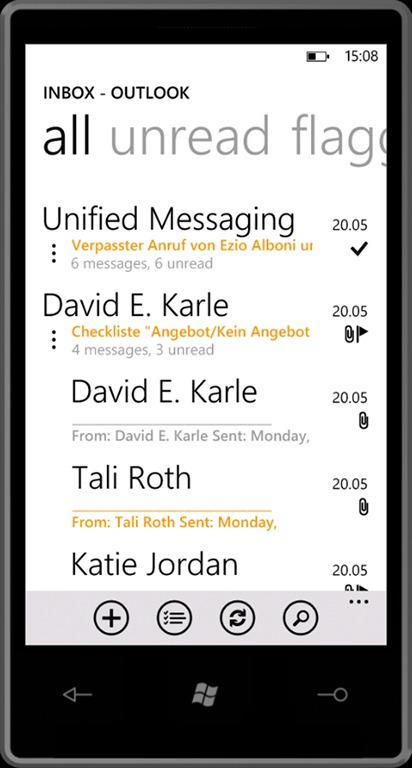 15:08
INBOX - OUTLOOK
all unread flagg
Unified Messaging 20.05
Verpasster Anruf von Ezio Alboni ur
6 messages, 6 unread
David E. Karle 20.05
Checkliste "Angebot/Kein Angebot
4 messages, 3 unread
David E. Karle 20.05
From: David E. Karle Sent: Monday,
Tali Roth 20.05
From: Tali Roth Sent: Monday,
Katie Jordan 20.05